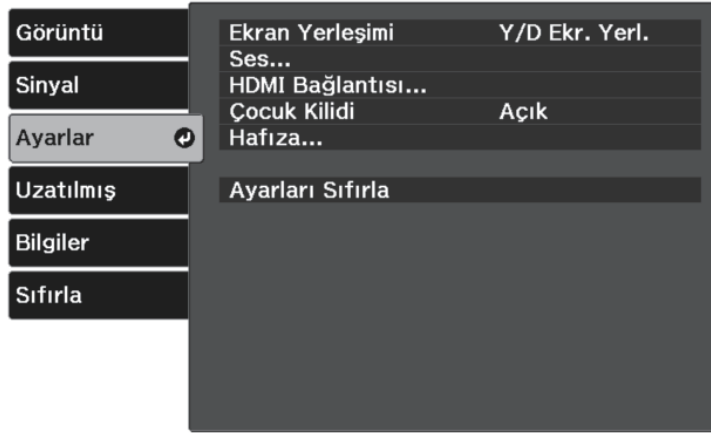 Görüntü
Sinyal
Ayarlar
Uzatılmış
Bilgiler
Sıfırla
Ekran Yerleşimi Y/D Ekr. Yerl.
Ses...
HDMI Bağlantısı...
Çocuk Kilidi Açık
Hafıza...
Ayarları Sıfırla